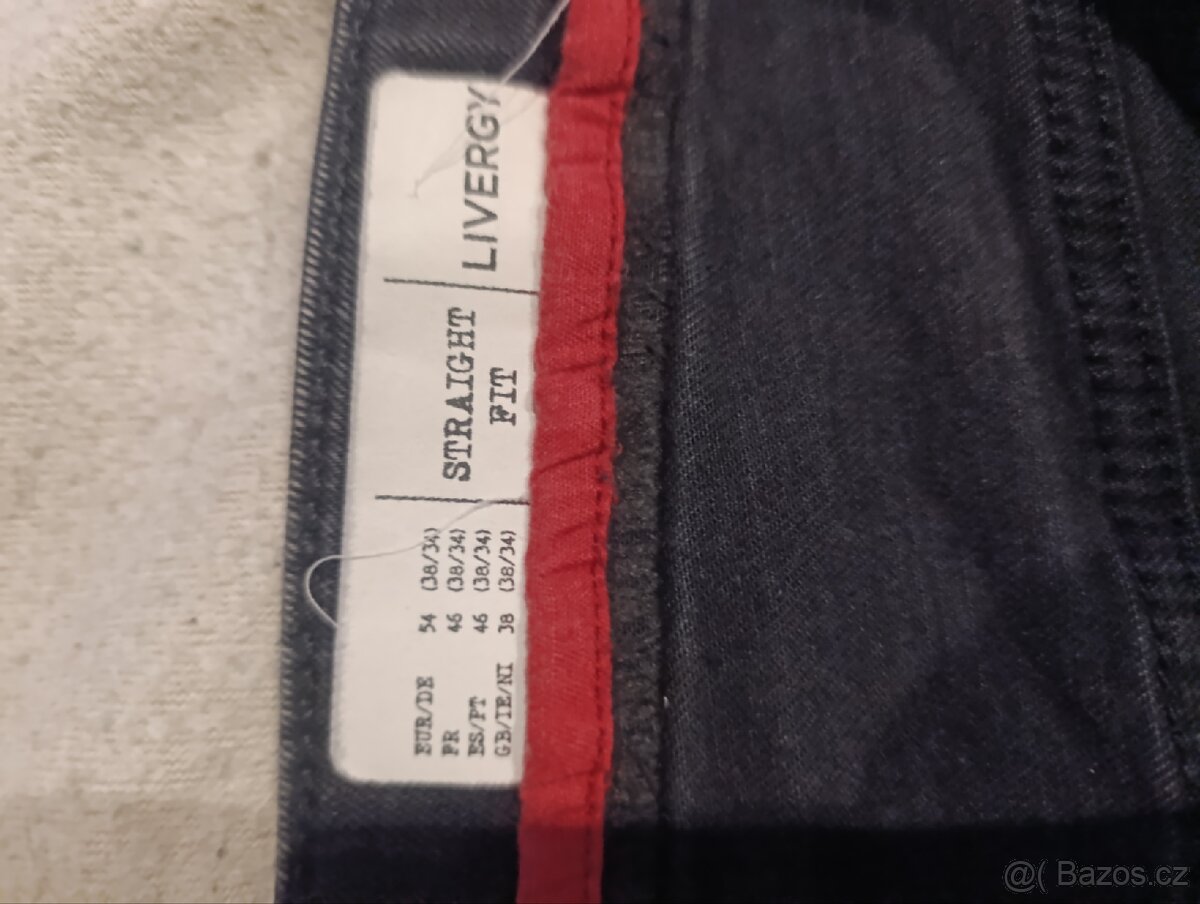 EUR/DE 54 (38/34)
FR 46 (38/34)
ES/PT 46 (38/34)
GB/IE/NI 38 (38/34)
STRAIGHT
FIT
LIVERGY
@( Bazos.cz